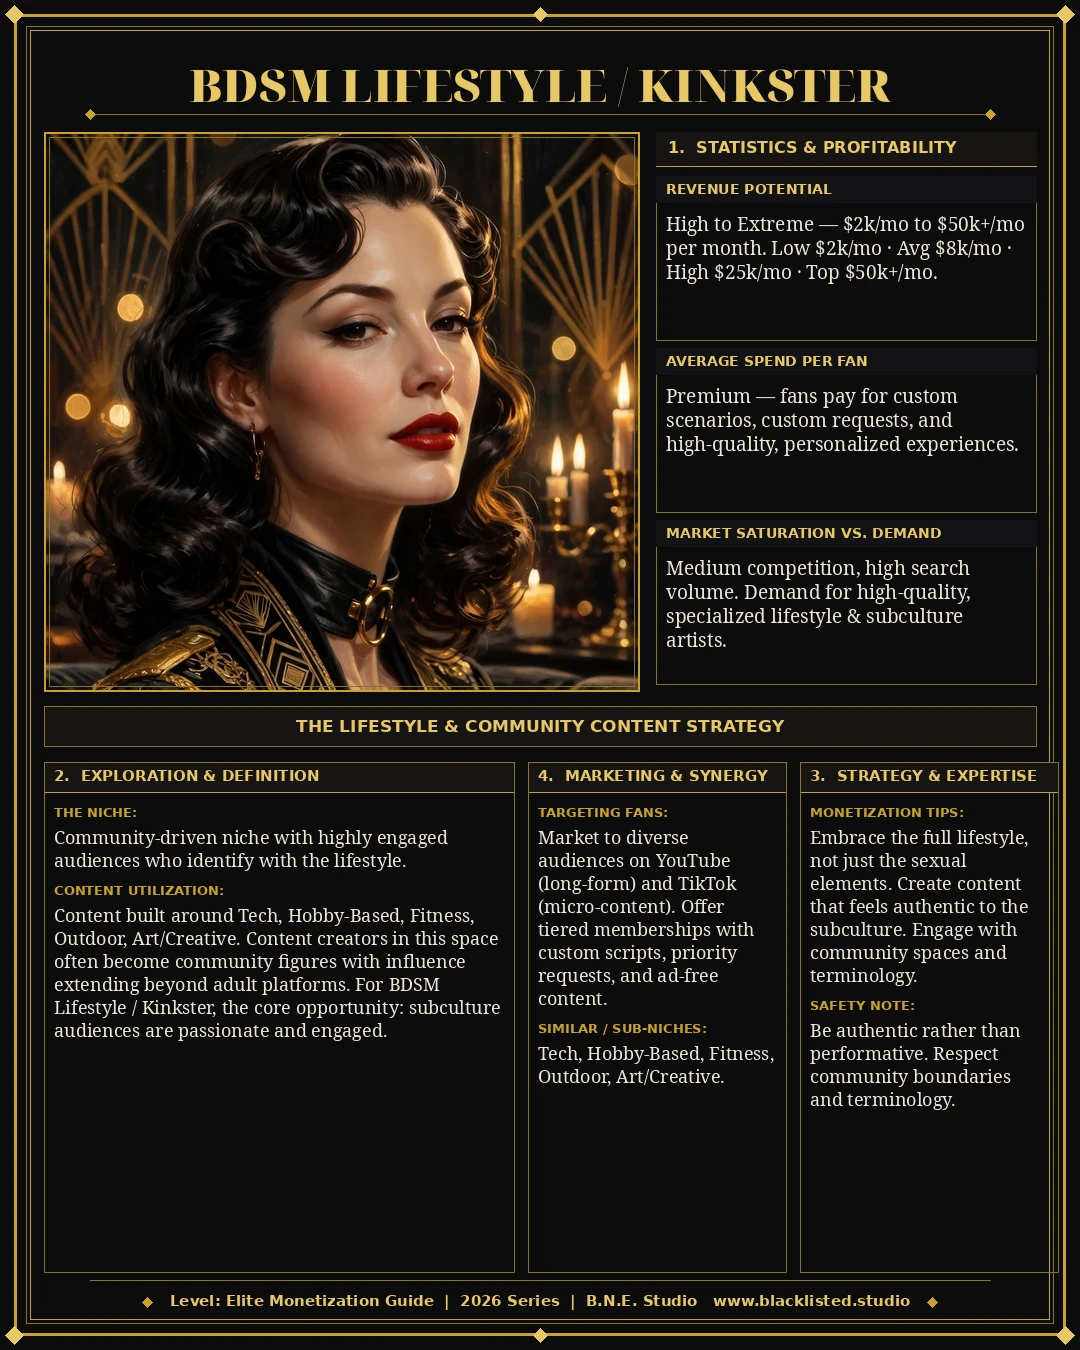 BDSM LIFESTYLE / KINKSTER
1. STATISTICS & PROFITABILITY
REVENUE POTENTIAL
High to Extreme — $2k/mo to $50k+/mo
per month. Low $2k/mo · Avg $8k/mo ·
High $25k/mo · Top $50k+/mo.
AVERAGE SPEND PER FAN
Premium — fans pay for custom
scenarios, custom requests, and
high-quality, personalized experiences.
MARKET SATURATION VS. DEMAND
Medium competition, high search
volume. Demand for high-quality,
specialized lifestyle & subculture
artists.
THE LIFESTYLE & COMMUNITY CONTENT STRATEGY
2. EXPLORATION & DEFINITION
THE NICHE:
Community-driven niche with highly engaged
audiences who identify with the lifestyle.
CONTENT UTILIZATION:
Content built around Tech, Hobby-Based, Fitness,
Outdoor, Art/Creative. Content creators in this space
often become community figures with influence
extending beyond adult platforms. For BDSM
Lifestyle / Kinkster, the core opportunity: subculture
audiences are passionate and engaged.
4. MARKETING & SYNERGY
TARGETING FANS:
Market to diverse
audiences on YouTube
(long-form) and TikTok
(micro-content). Offer
tiered memberships with
custom scripts, priority
requests, and ad-free
content.
SIMILAR / SUB-NICHES:
Tech, Hobby-Based, Fitness,
Outdoor, Art/Creative.
3. STRATEGY & EXPERTISE
MONETIZATION TIPS:
Embrace the full lifestyle,
not just the sexual
elements. Create content
that feels authentic to the
subculture. Engage with
community spaces and
terminology.
SAFETY NOTE:
Be authentic rather than
performative. Respect
community boundaries
and terminology.
Level: Elite Monetization Guide | 2026 Series | B.N.E. Studio www.blacklisted.studio